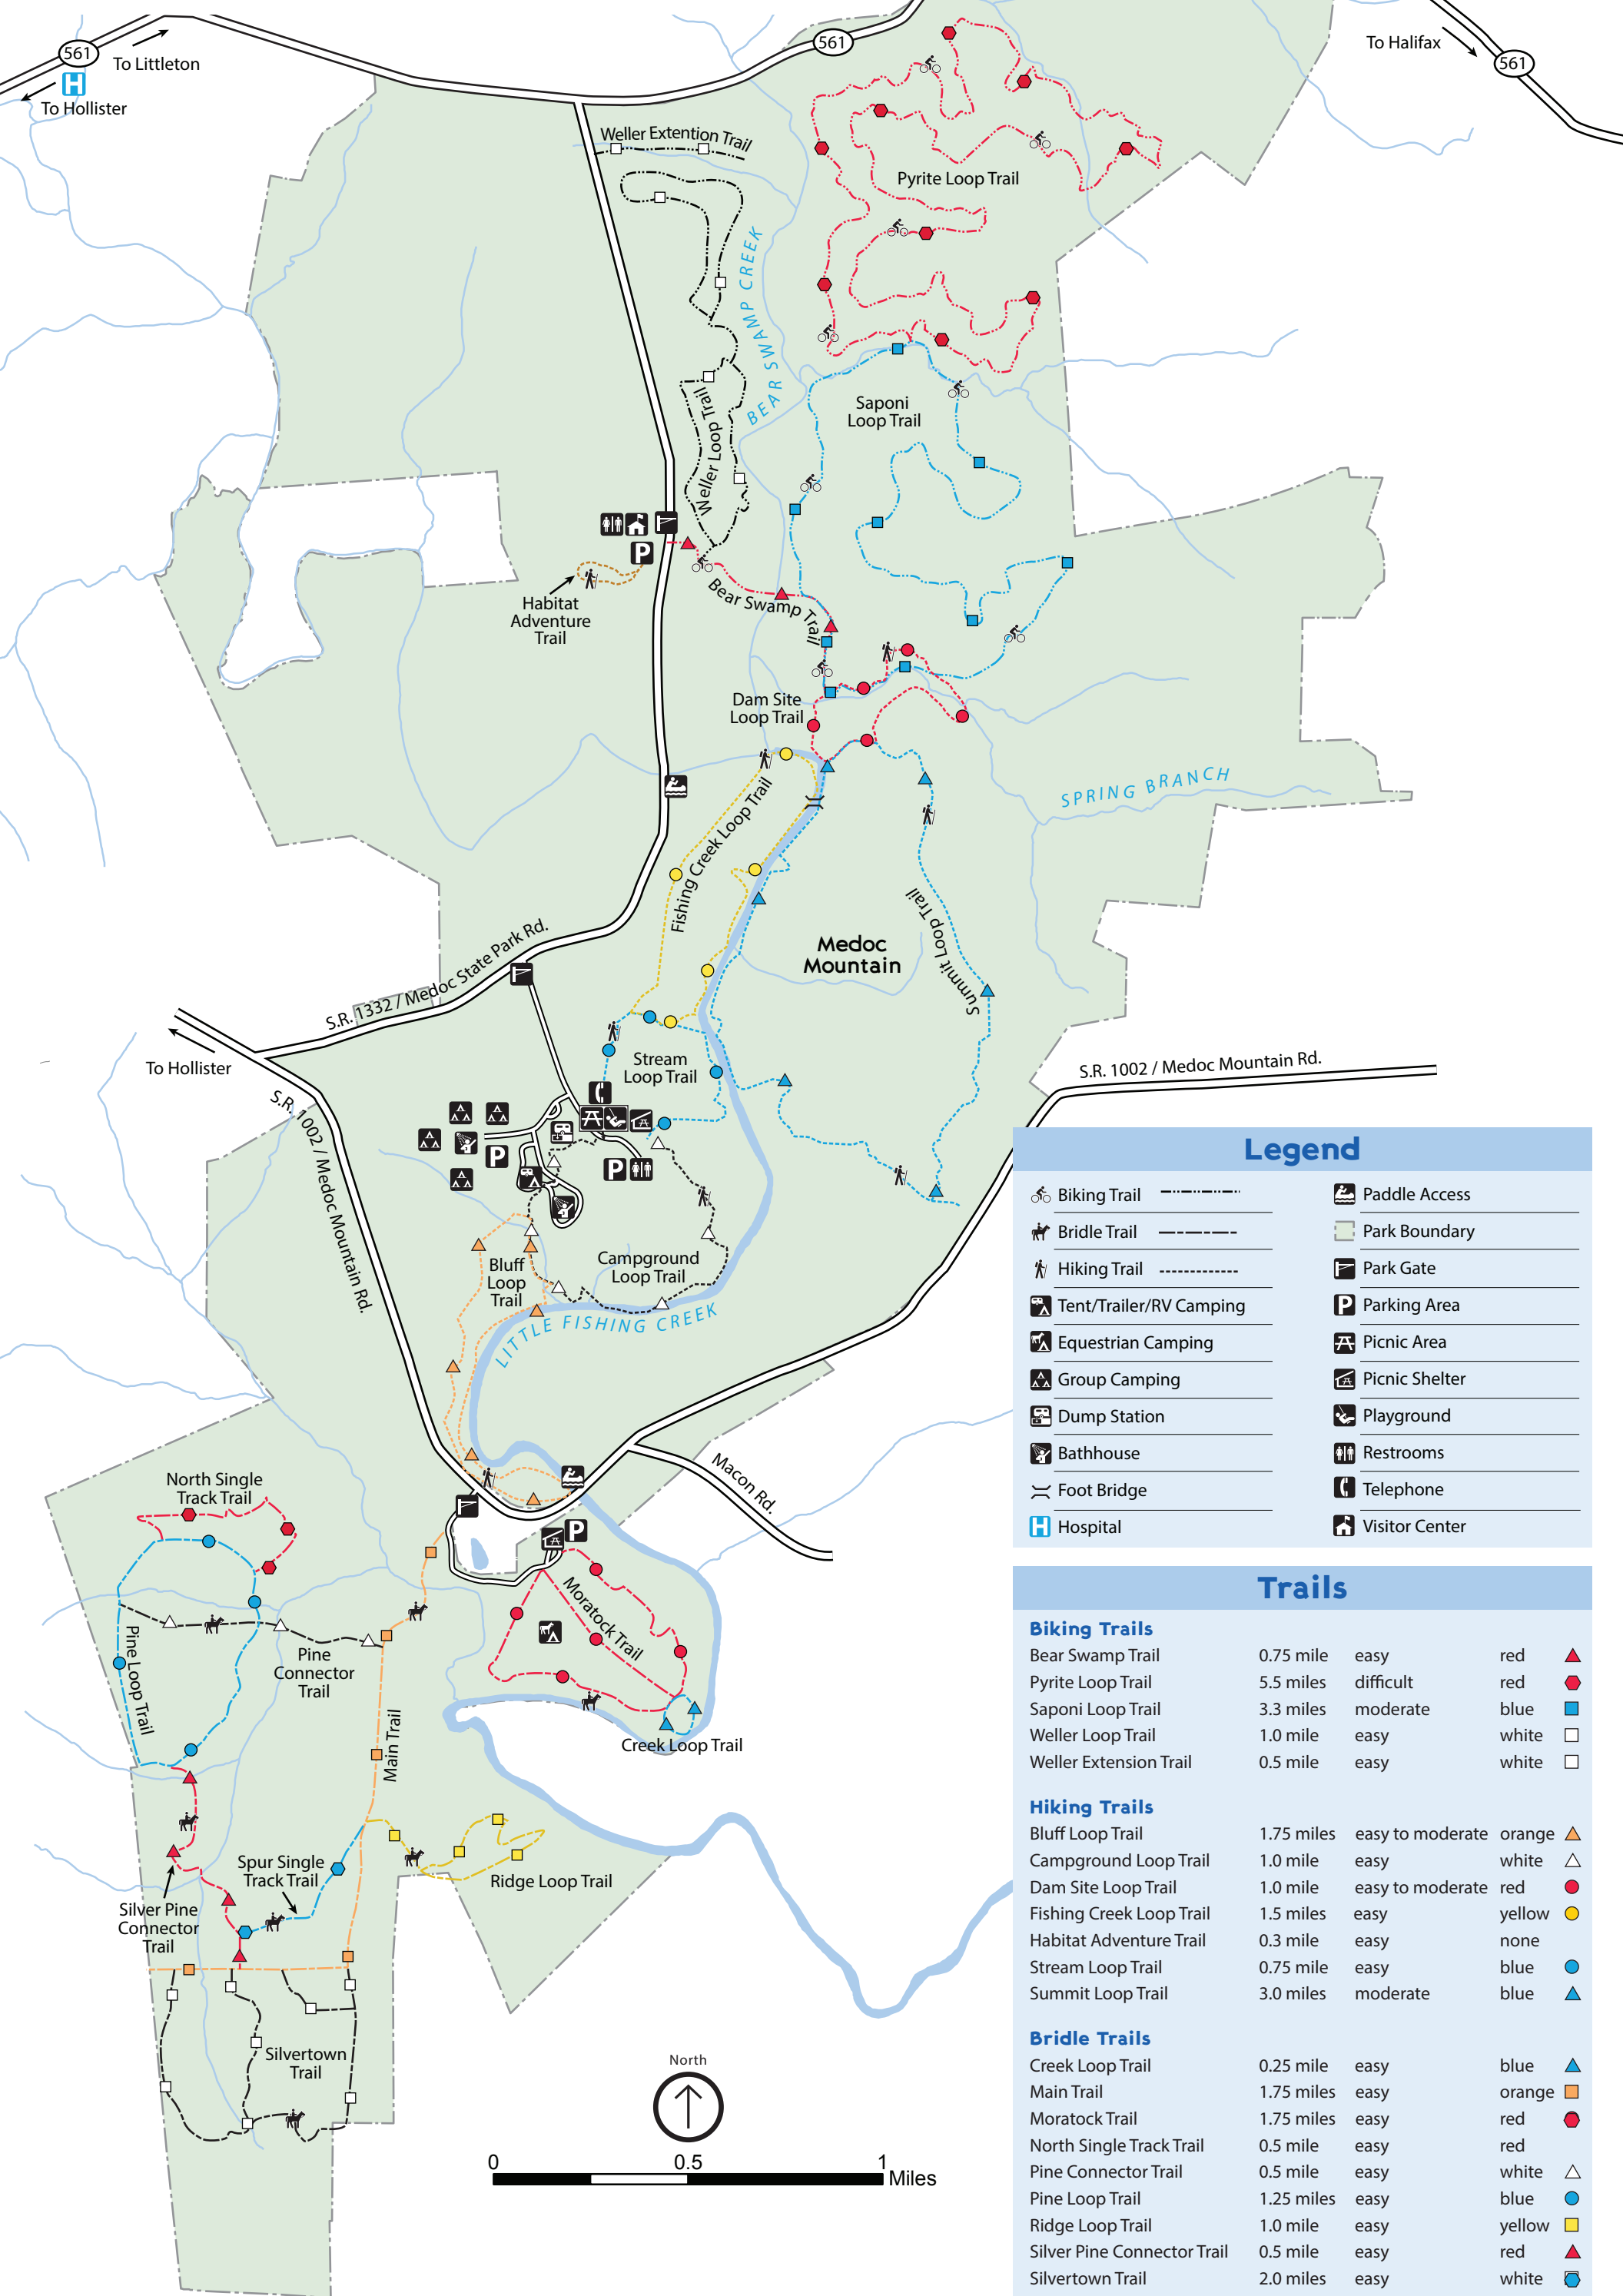 561
To Littleton
H
To Hollister
561
To Halifax
561
Weller Extention Trail
Pyrite Loop Trail
BEAR SWAMP CREEK
Saponi
Loop Trail
Weller Loop Trail
P
Habitat
Adventure
Trail
Bear Swamp Trail
Dam Site
Loop Trail
SPRING BRANCH
Fishing Creek Loop Trail
Summit Loop Trail
Medoc
Mountain
S.R. 1332 / Medoc State Park Rd.
To Hollister
Stream
Loop Trail
S.R. 1002 / Medoc Mountain Rd.
S.R. 1002 / Medoc Mountain Rd.
P
P
Bluff
Loop
Trail
Campground
Loop Trail
LITTLE FISHING CREEK
Macon Rd.
North Single
Track Trail
P
Moratock Trail
Pine Loop Trail
Pine
Connector
Trail
Main Trail
Creek Loop Trail
Spur Single
Track Trail
Ridge Loop Trail
Silver Pine
Connector
Trail
Silvertown
Trail
North
0 0.5 1
Miles
Legend
Biking Trail
Bridle Trail
Hiking Trail
Tent/Trailer/RV Camping
Equestrian Camping
Group Camping
Dump Station
Bathhouse
Foot Bridge
H Hospital
Paddle Access
Park Boundary
Park Gate
P Parking Area
Picnic Area
Picnic Shelter
Playground
Restrooms
Telephone
Visitor Center
Trails
Biking Trails
Bear Swamp Trail 0.75 mile easy red
Pyrite Loop Trail 5.5 miles difficult red
Saponi Loop Trail 3.3 miles moderate blue
Weller Loop Trail 1.0 mile easy white
Weller Extension Trail 0.5 mile easy white
Hiking Trails
Bluff Loop Trail 1.75 miles easy to moderate orange
Campground Loop Trail 1.0 mile easy white
Dam Site Loop Trail 1.0 mile easy to moderate red
Fishing Creek Loop Trail 1.5 miles easy yellow
Habitat Adventure Trail 0.3 mile easy none
Stream Loop Trail 0.75 mile easy blue
Summit Loop Trail 3.0 miles moderate blue
Bridle Trails
Creek Loop Trail 0.25 mile easy blue
Main Trail 1.75 miles easy orange
Moratock Trail 1.75 miles easy red
North Single Track Trail 0.5 mile easy red
Pine Connector Trail 0.5 mile easy white
Pine Loop Trail 1.25 miles easy blue
Ridge Loop Trail 1.0 mile easy yellow
Silver Pine Connector Trail 0.5 mile easy red
Silvertown Trail 2.0 miles easy white